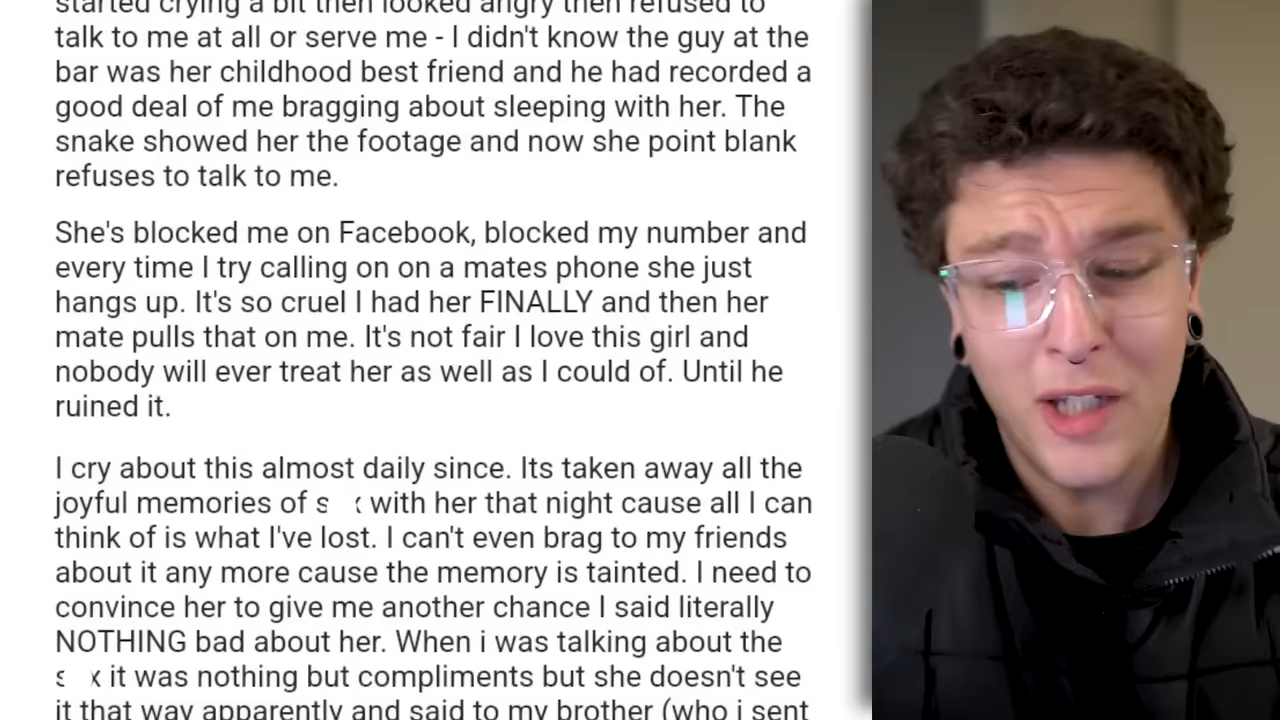 started crying a bit then looked angry then refused to
talk to me at all or serve me - I didn't know the guy at the
bar was her childhood best friend and he had recorded a
good deal of me bragging about sleeping with her. The
snake showed her the footage and now she point blank
refuses to talk to me.
She's blocked me on Facebook, blocked my number and
every time I try calling on on a mates phone she just
hangs up. It's so cruel I had her FINALLY and then her
mate pulls that on me. It's not fair I love this girl and
nobody will ever treat her as well as I could of. Until he
ruined it.
I cry about this almost daily since. Its taken away all the
joyful memories of s x with her that night cause all I can
think of is what I've lost. I can't even brag to my friends
about it any more cause the memory is tainted. I need to
convince her to give me another chance I said literally
NOTHING bad about her. When i was talking about the
s x it was nothing but compliments but she doesn't see
it that way apparently and said to my brother (who i sent